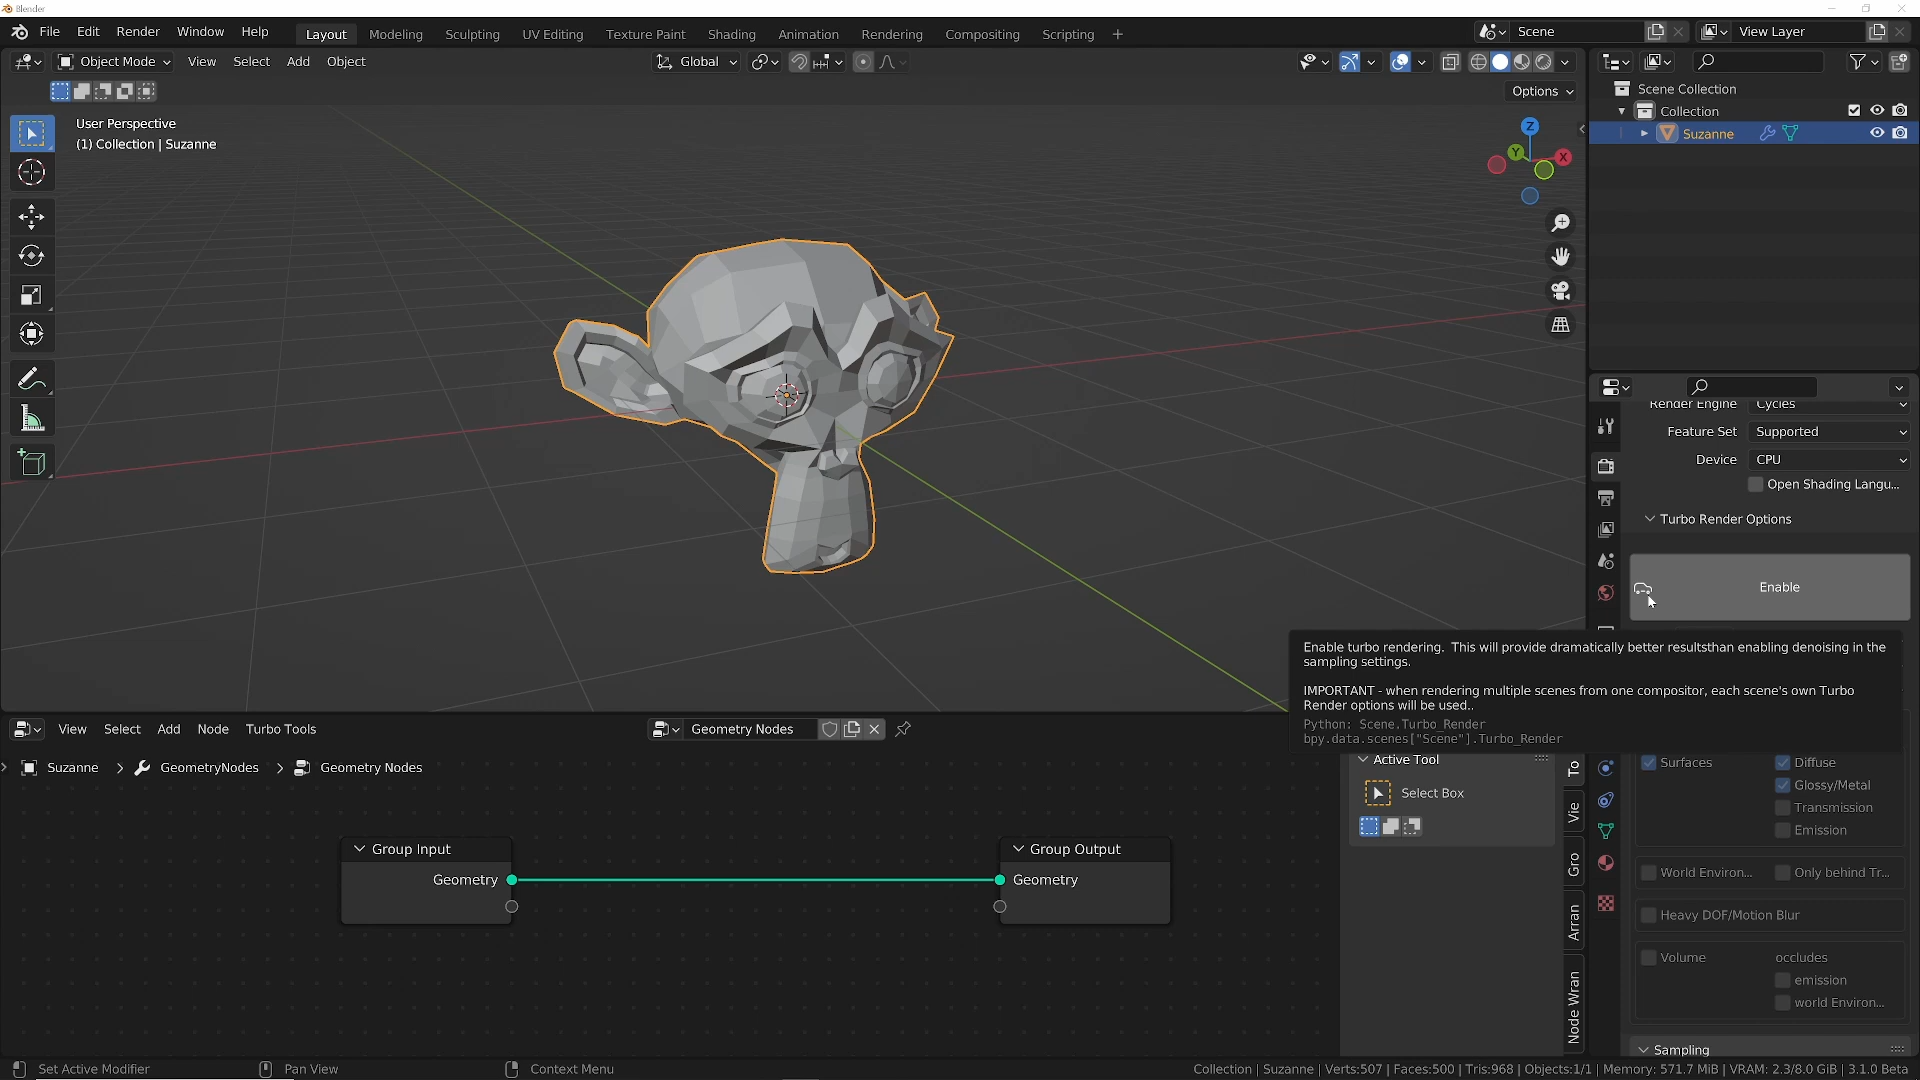 Blender
File Edit Render Window Help Layout Modeling Sculpting UV Editing Texture Paint Shading Animation Rendering Compositing Scripting + Scene View Layer
Object Mode View Select Add Object Global
Options
User Perspective
(1) Collection | Suzanne
Z
Y
X
Scene Collection
Collection
Suzanne
Render Engine Cycles
Feature Set Supported
Device CPU
Open Shading Langu...
Turbo Render Options
Enable
Enable turbo rendering. This will provide dramatically better resultsthan enabling denoising in the
sampling settings.
IMPORTANT - when rendering multiple scenes from one compositor, each scene's own Turbo
Render options will be used..
Python: Scene.Turbo_Render
bpy.data.scenes["Scene"].Turbo_Render
View Select Add Node Turbo Tools Geometry Nodes
Suzanne > GeometryNodes > Geometry Nodes
Group Input
Geometry
Group Output
Geometry
Active Tool
Select Box
To
Vie
Gro
Arran
Node Wran
Surfaces Diffuse
Glossy/Metal
Transmission
Emission
World Environ... Only behind Tr...
Heavy DOF/Motion Blur
Volume occludes
emission
world Environ...
Sampling
Set Active Modifier Pan View Context Menu Collection | Suzanne | Verts:507 | Faces:500 | Tris:968 | Objects:1/1 | Memory: 571.7 MiB | VRAM: 2.3/8.0 GiB | 3.1.0 Beta